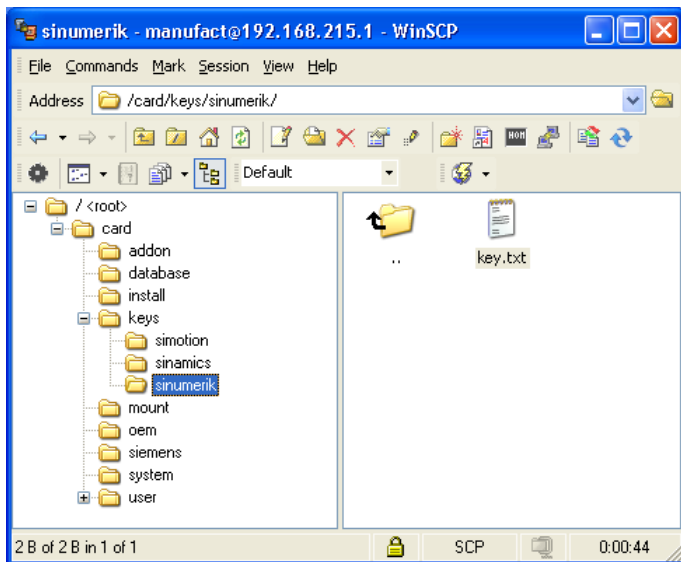 sinumerik - manufact@192.168.215.1 - WinSCP
File Commands Mark Session View Help
Address /card/keys/sinumerik/
Default
/ <root>
card
addon
database
install
keys
simotion
sinamics
sinumerik
mount
oem
siemens
system
user
..
key.txt
2 B of 2 B in 1 of 1 SCP 0:00:44